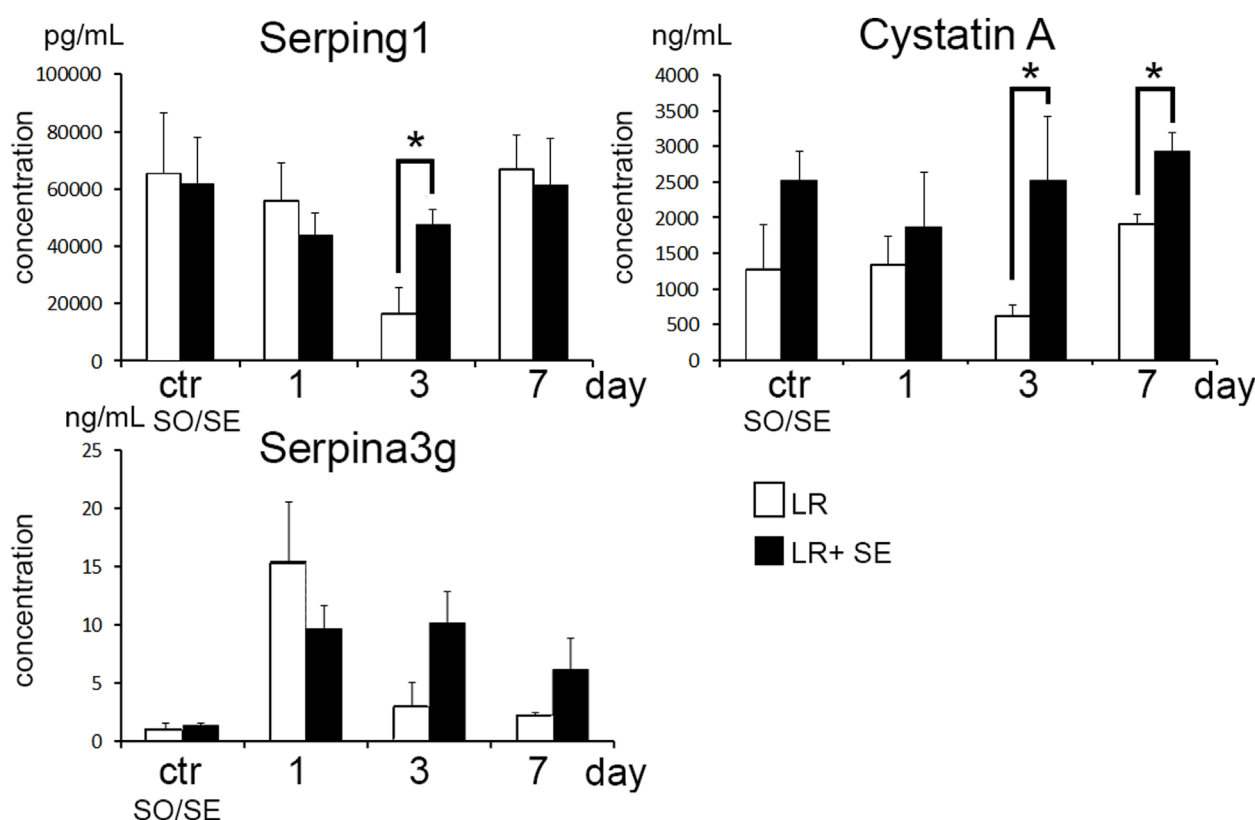 pg/mL
Serping1
concentration
100000
80000
60000
40000
20000
0
*
ctr 1 3 7 day
SO/SE
ng/mL
Cystatin A
concentration
4000
3500
3000
2500
2000
1500
1000
500
0
* *
ctr 1 3 7 day
SO/SE
ng/mL
Serpina3g
concentration
25
20
15
10
5
0
ctr 1 3 7 day
SO/SE
LR
LR+ SE